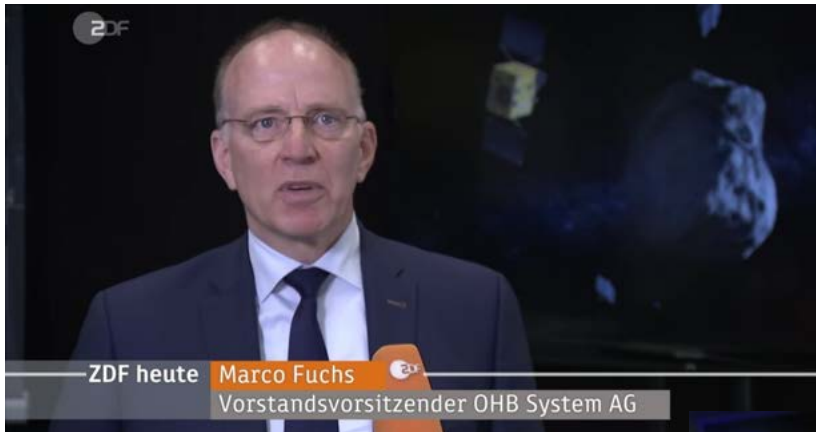 ZDF
ZDF heute Marco Fuchs ZDF
Vorstandsvorsitzender OHB System AG